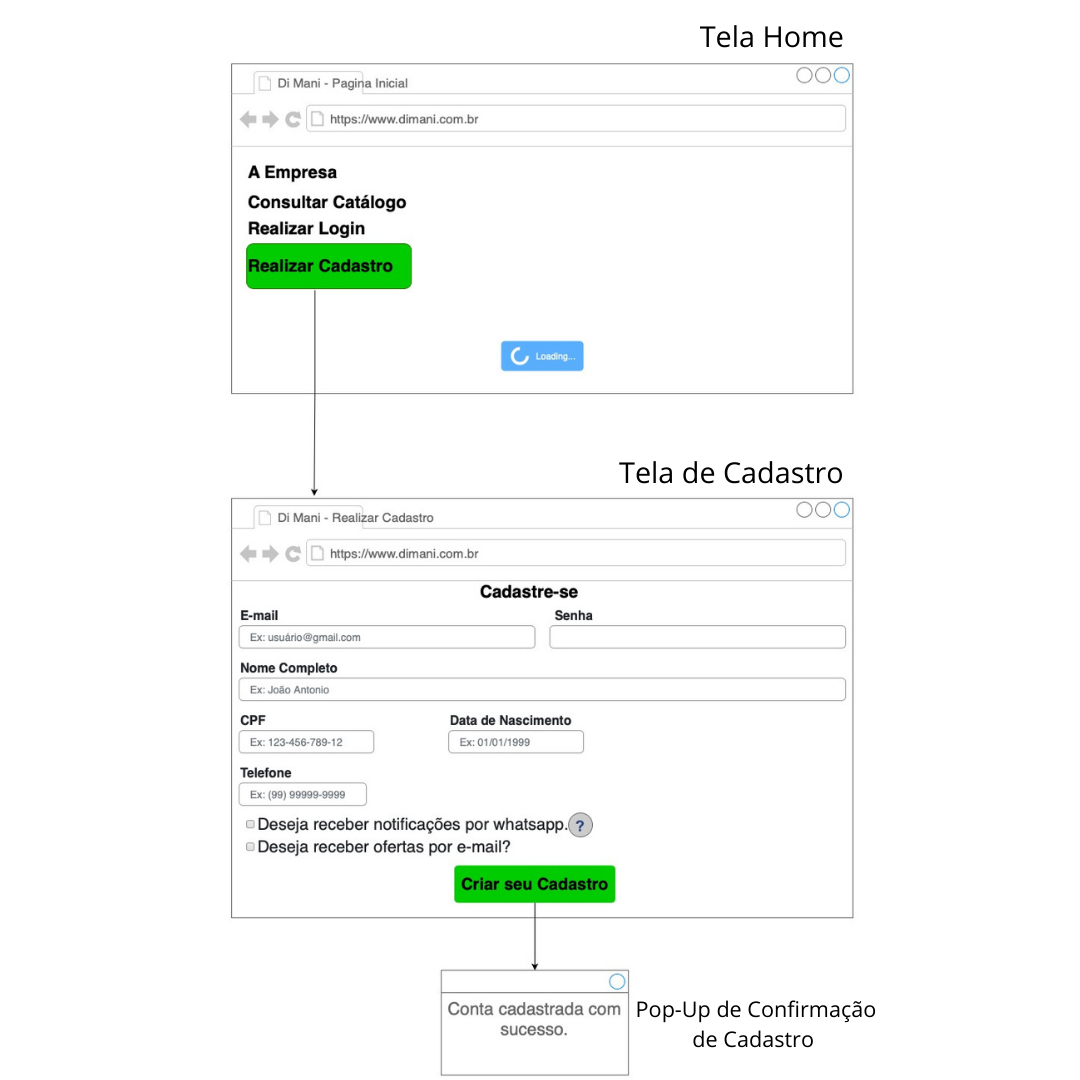 Tela Home
Di Mani - Pagina Inicial
https://www.dimani.com.br
A Empresa
Consultar Catálogo
Realizar Login
Realizar Cadastro
Loading...
Tela de Cadastro
Di Mani - Realizar Cadastro
https://www.dimani.com.br
Cadastre-se
E-mail Senha
Ex: usuário@gmail.com
Nome Completo
Ex: João Antonio
CPF Data de Nascimento
Ex: 123-456-789-12 Ex: 01/01/1999
Telefone
Ex: (99) 99999-9999
Deseja receber notificações por whatsapp. ?
Deseja receber ofertas por e-mail?
Criar seu Cadastro
Conta cadastrada com
sucesso.
Pop-Up de Confirmação
de Cadastro